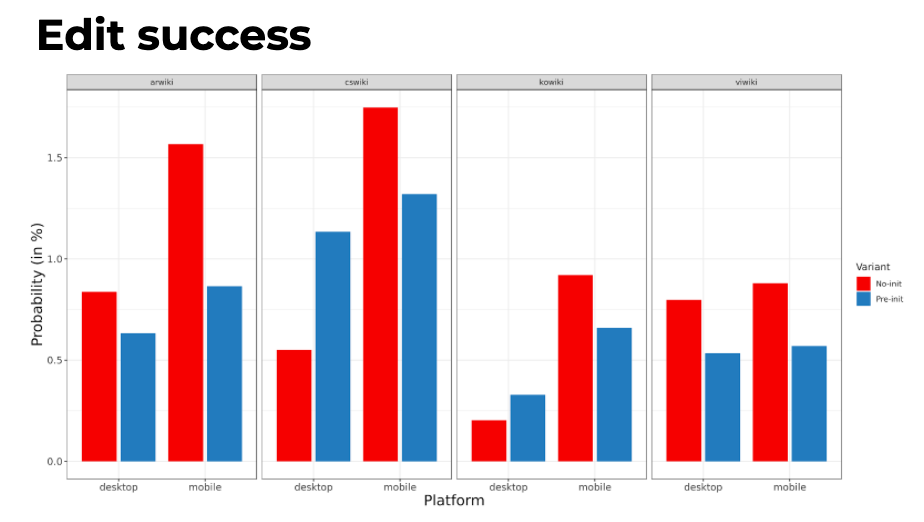 Edit success
arwiki
cswiki
kowiki
viwiki
Probability (in %)
1.5
1.0
0.5
0.0
Variant
No-init
Pre-init
desktop mobile desktop mobile desktop mobile desktop mobile
Platform